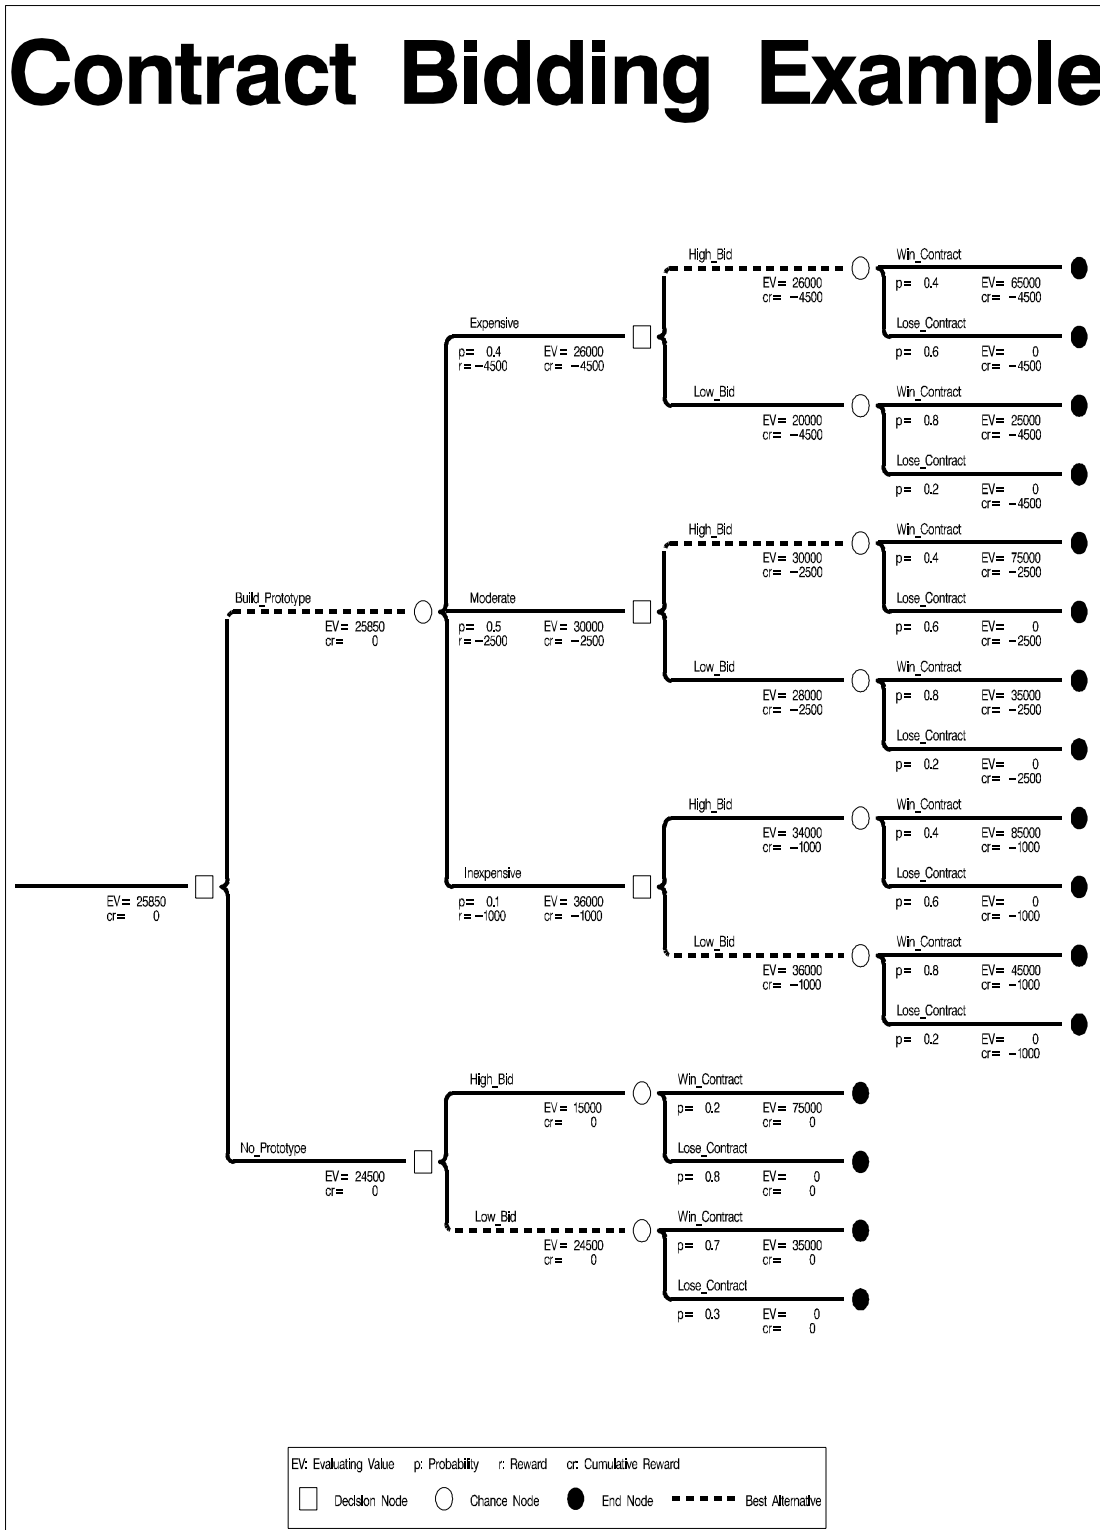 Contract Bidding Example
High_Bid
EV= 26000
cr= −4500
Win_Contract
p= 0.4 EV= 65000
cr= −4500
Expensive
p= 0.4 EV= 26000
r= −4500 cr= −4500
Lose_Contract
p= 0.6 EV= 0
cr= −4500
Low_Bid
EV= 20000
cr= −4500
Win_Contract
p= 0.8 EV= 25000
cr= −4500
Lose_Contract
p= 0.2 EV= 0
cr= −4500
High_Bid
EV= 30000
cr= −2500
Win_Contract
p= 0.4 EV= 75000
cr= −2500
Build_Prototype
EV= 25850
cr= 0
Moderate
p= 0.5 EV= 30000
r= −2500 cr= −2500
Lose_Contract
p= 0.6 EV= 0
cr= −2500
Low_Bid
EV= 28000
cr= −2500
Win_Contract
p= 0.8 EV= 35000
cr= −2500
Lose_Contract
p= 0.2 EV= 0
cr= −2500
High_Bid
EV= 34000
cr= −1000
Win_Contract
p= 0.4 EV= 85000
cr= −1000
EV= 25850
cr= 0
Inexpensive
p= 0.1 EV= 36000
r= −1000 cr= −1000
Lose_Contract
p= 0.6 EV= 0
cr= −1000
Low_Bid
EV= 36000
cr= −1000
Win_Contract
p= 0.8 EV= 45000
cr= −1000
Lose_Contract
p= 0.2 EV= 0
cr= −1000
High_Bid
EV= 15000
cr= 0
Win_Contract
p= 0.2 EV= 75000
cr= 0
No_Prototype
EV= 24500
cr= 0
Lose_Contract
p= 0.8 EV= 0
cr= 0
Low_Bid
EV= 24500
cr= 0
Win_Contract
p= 0.7 EV= 35000
cr= 0
Lose_Contract
p= 0.3 EV= 0
cr= 0
EV: Evaluating Value p: Probability r: Reward cr: Cumulative Reward
Decision Node Chance Node End Node Best Alternative